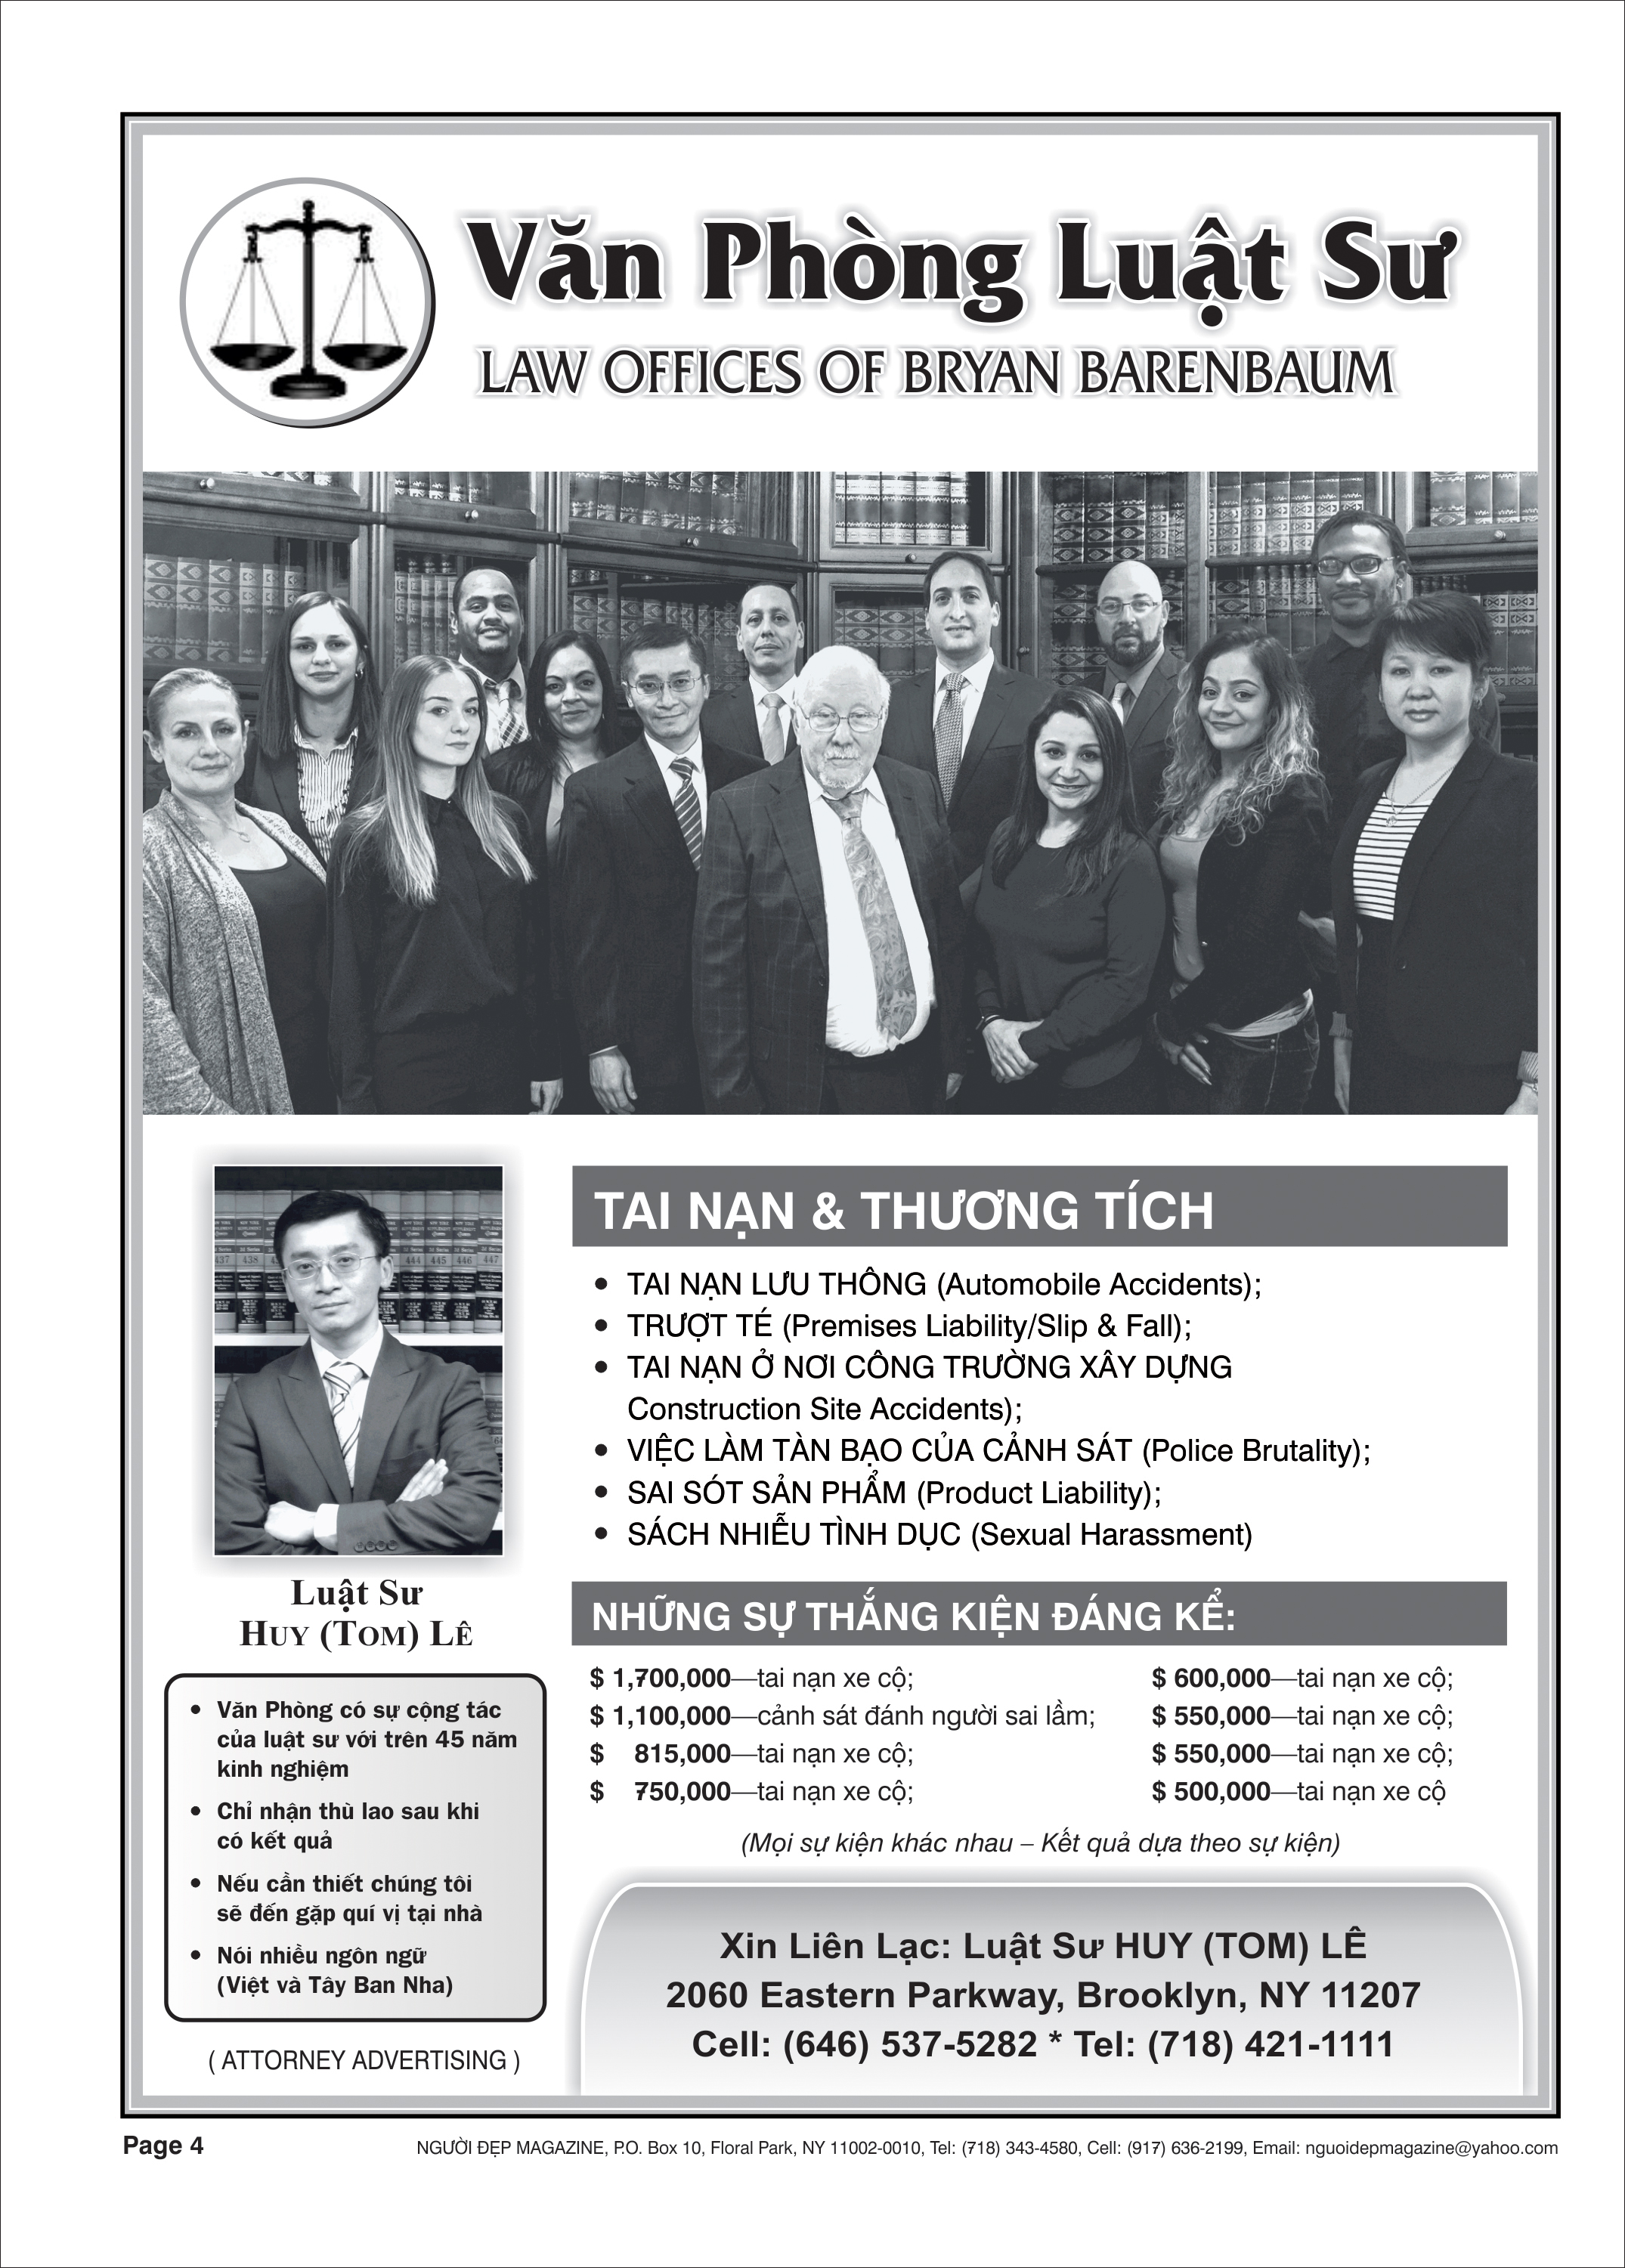 Văn Phòng Luật Sư
LAW OFFICES OF BRYAN BARENBAUM
Luật Sư
HUY (TOM) LÊ
• Văn Phòng có sự cộng tác
của luật sư với trên 45 năm
kinh nghiệm
• Chỉ nhận thù lao sau khi
có kết quả
• Nếu cần thiết chúng tôi
sẽ đến gặp quí vị tại nhà
• Nói nhiều ngôn ngữ
(Việt và Tây Ban Nha)
( ATTORNEY ADVERTISING )
TAI NẠN & THƯƠNG TÍCH
• TAI NẠN LƯU THÔNG (Automobile Accidents);
• TRƯỢT TÉ (Premises Liability/Slip & Fall);
• TAI NẠN Ở NƠI CÔNG TRƯỜNG XÂY DỰNG
Construction Site Accidents);
• VIỆC LÀM TÀN BẠO CỦA CẢNH SÁT (Police Brutality);
• SAI SÓT SẢN PHẨM (Product Liability);
• SÁCH NHIỄU TÌNH DỤC (Sexual Harassment)
NHỮNG SỰ THẮNG KIỆN ĐÁNG KỂ:
$ 1,700,000—tai nạn xe cộ;
$ 1,100,000—cảnh sát đánh người sai lầm;
$ 815,000—tai nạn xe cộ;
$ 750,000—tai nạn xe cộ;
$ 600,000—tai nạn xe cộ;
$ 550,000—tai nạn xe cộ;
$ 550,000—tai nạn xe cộ;
$ 500,000—tai nạn xe cộ
(Mọi sự kiện khác nhau – Kết quả dựa theo sự kiện)
Xin Liên Lạc: Luật Sư HUY (TOM) LÊ
2060 Eastern Parkway, Brooklyn, NY 11207
Cell: (646) 537-5282 * Tel: (718) 421-1111
Page 4
NGƯỜI ĐẸP MAGAZINE, P.O. Box 10, Floral Park, NY 11002-0010, Tel: (718) 343-4580, Cell: (917) 636-2199, Email: nguoidepmagazine@yahoo.com